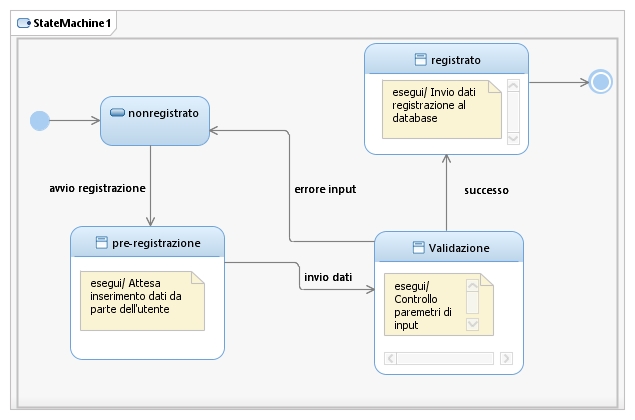 StateMachine1
registrato
esegui/ Invio dati
registrazione al
database
nonregistrato
avvio registrazione
errore input
successo
pre-registrazione
esegui/ Attesa
inserimento dati da
parte dell'utente
invio dati
Validazione
esegui/
Controllo
paremetri di
input